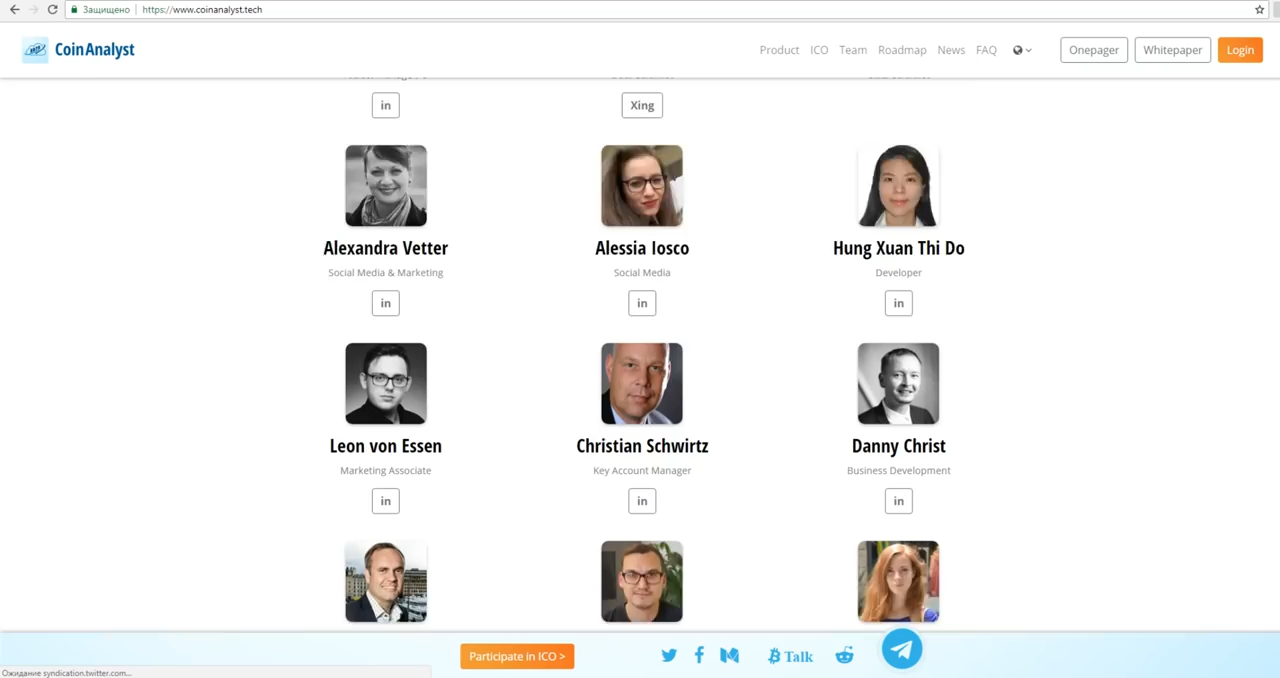 Защищено https://www.coinanalyst.tech
CoinAnalyst Product ICO Team Roadmap News FAQ Onepager Whitepaper Login
in Xing
Alexandra Vetter Alessia Iosco Hung Xuan Thi Do
Social Media & Marketing Social Media Developer
in in in
Leon von Essen Christian Schwirtz Danny Christ
Marketing Associate Key Account Manager Business Development
in in in
Participate in ICO > Talk
Ожидание syndication.twitter.com...